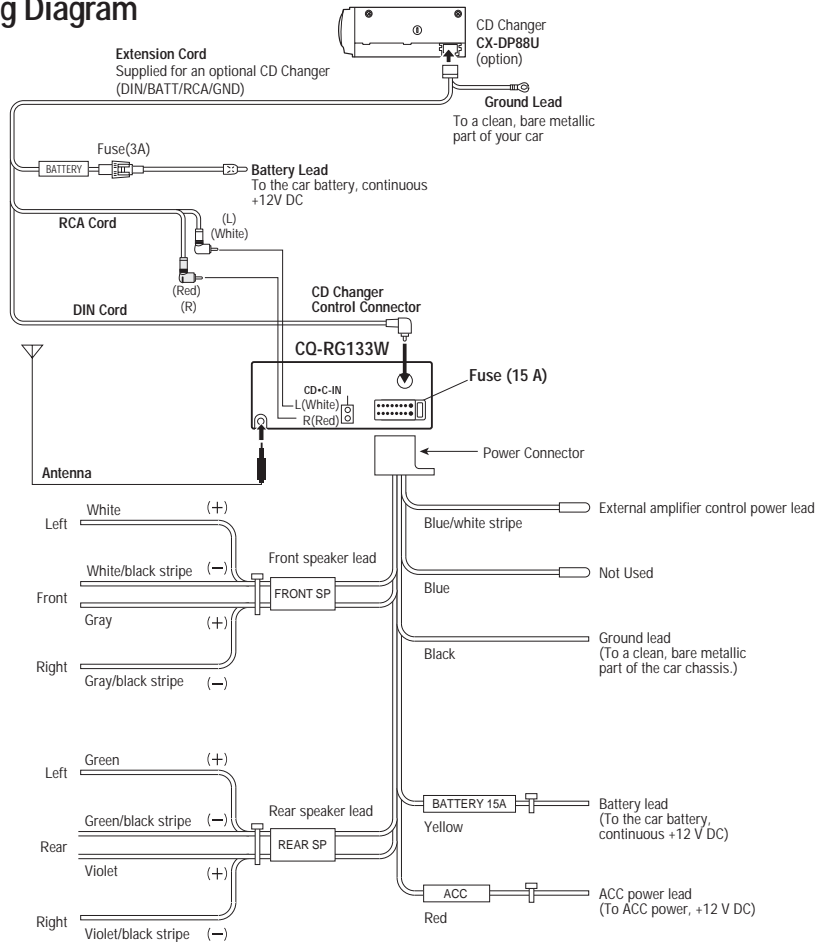 g Diagram
CD Changer
CX-DP88U
(option)
Extension Cord
Supplied for an optional CD Changer
(DIN/BATT/RCA/GND)
Ground Lead
To a clean, bare metallic
part of your car
Fuse(3A)
BATTERY
Battery Lead
To the car battery, continuous
+12V DC
RCA Cord
(L)
(White)
(Red)
(R)
DIN Cord
CD Changer
Control Connector
CQ-RG133W
Fuse (15 A)
CD•C-IN
L(White)
R(Red)
Antenna
Power Connector
Left
White
(+)
White/black stripe
(−)
Front
Gray
(+)
Right
Gray/black stripe
(−)
Front speaker lead
FRONT SP
Blue/white stripe
External amplifier control power lead
Blue
Not Used
Black
Ground lead
(To a clean, bare metallic
part of the car chassis.)
Left
Green
(+)
Green/black stripe
(−)
Rear
Violet
(+)
Right
Violet/black stripe
(−)
Rear speaker lead
REAR SP
BATTERY 15A
Yellow
Battery lead
(To the car battery,
continuous +12 V DC)
ACC
Red
ACC power lead
(To ACC power, +12 V DC)